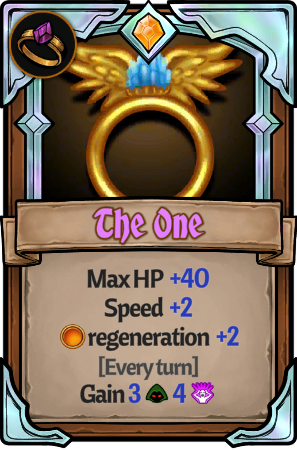 The One
Max HP +40
Speed +2
regeneration +2
[Every turn]
Gain 3 4